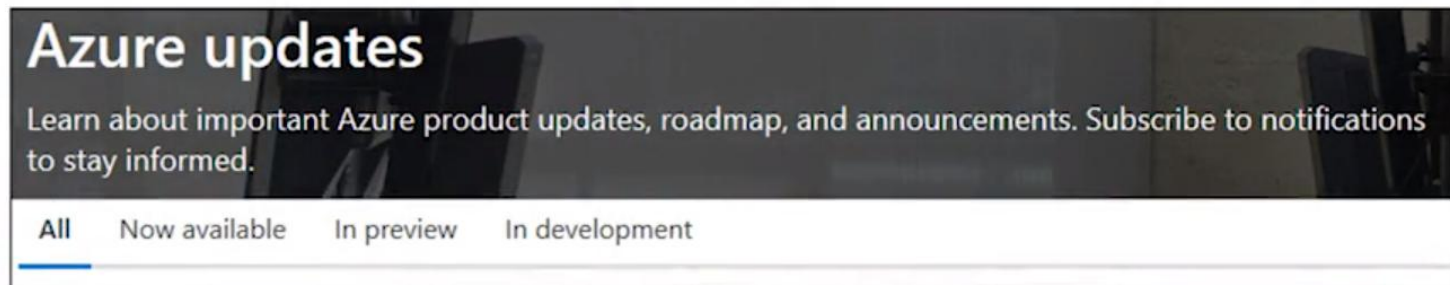 Azure updates
Learn about important Azure product updates, roadmap, and announcements. Subscribe to notifications
to stay informed.
All Now available In preview In development